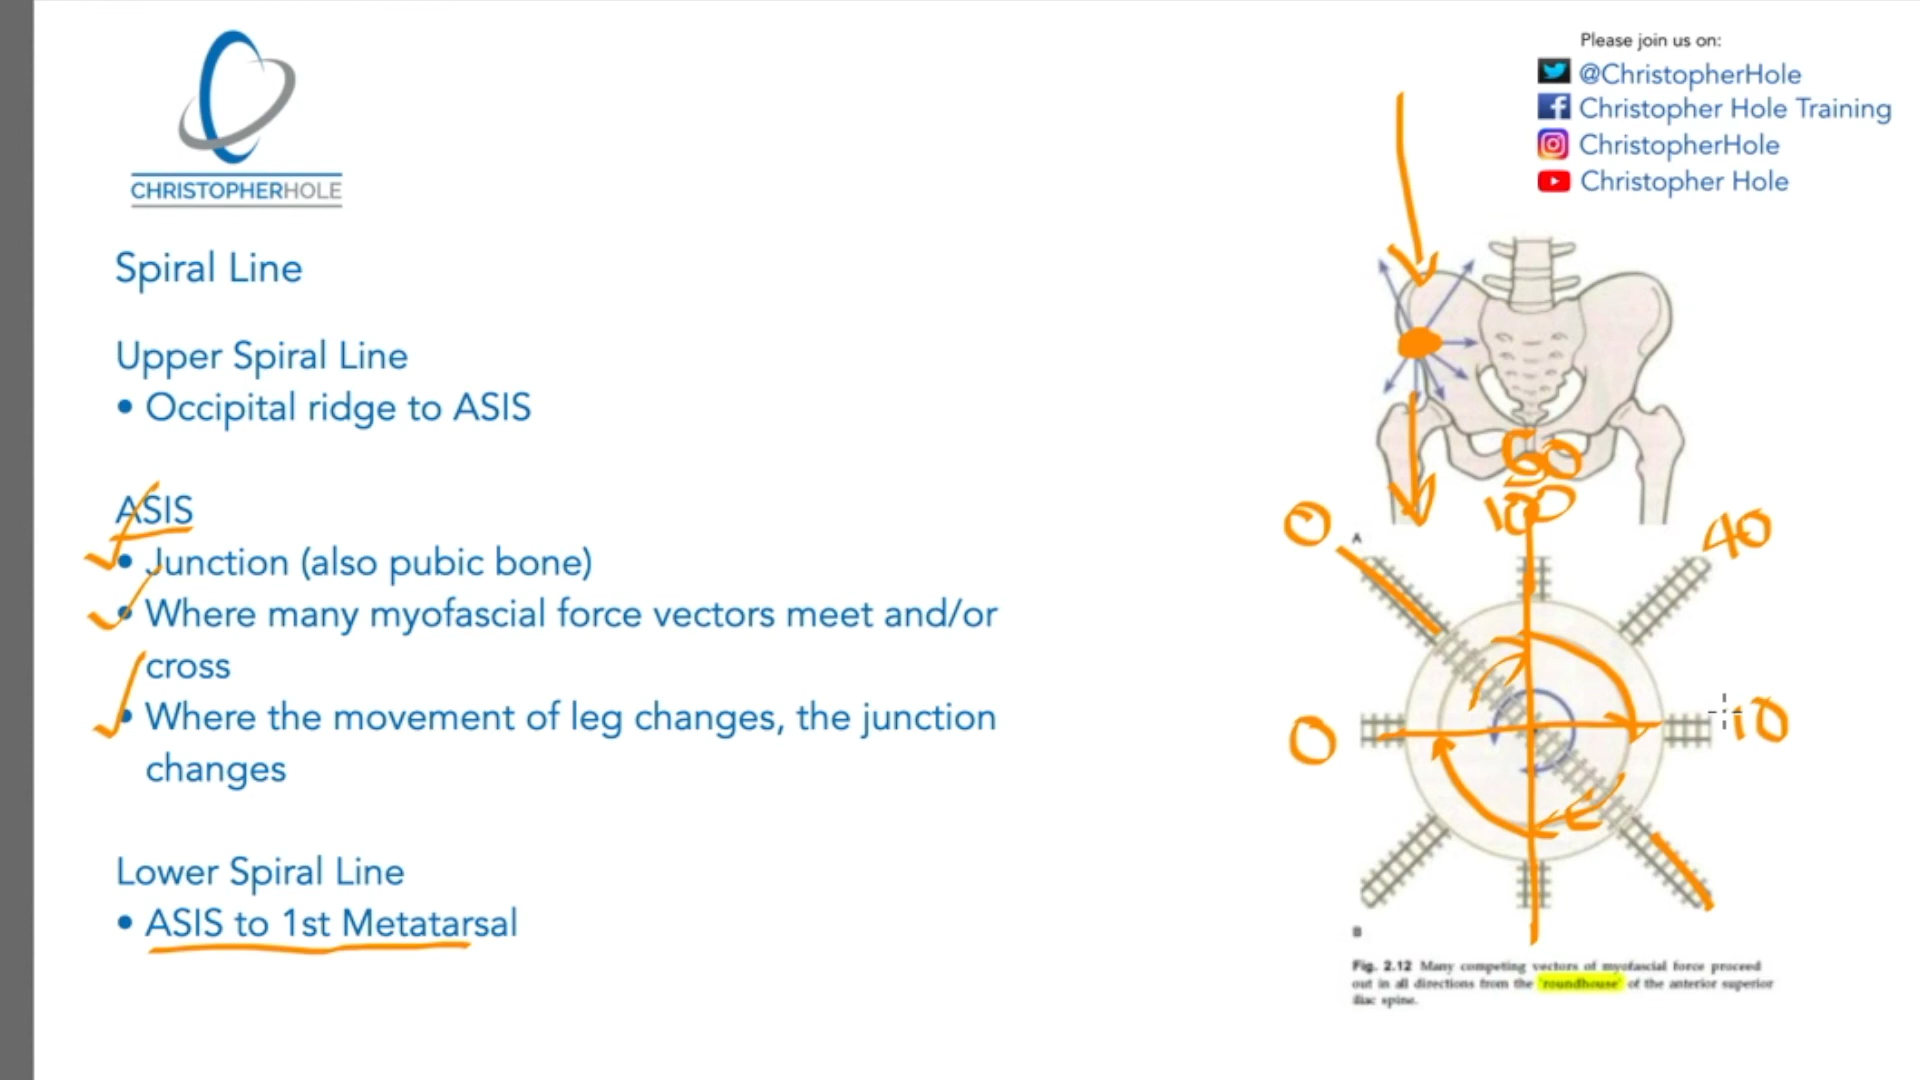 Please join us on:
@ChristopherHole
Christopher Hole Training
ChristopherHole
Christopher Hole
CHRISTOPHERHOLE
Spiral Line
Upper Spiral Line
• Occipital ridge to ASIS
ASIS
• Junction (also pubic bone)
• Where many myofascial force vectors meet and/or
cross
• Where the movement of leg changes, the junction
changes
Lower Spiral Line
• ASIS to 1st Metatarsal
50
100
0
40
A
0
10
B
Fig. 2.12 Many competing vectors of myofascial force proceed
out in all directions from the 'roundhouse' of the anterior superior
iliac spine.